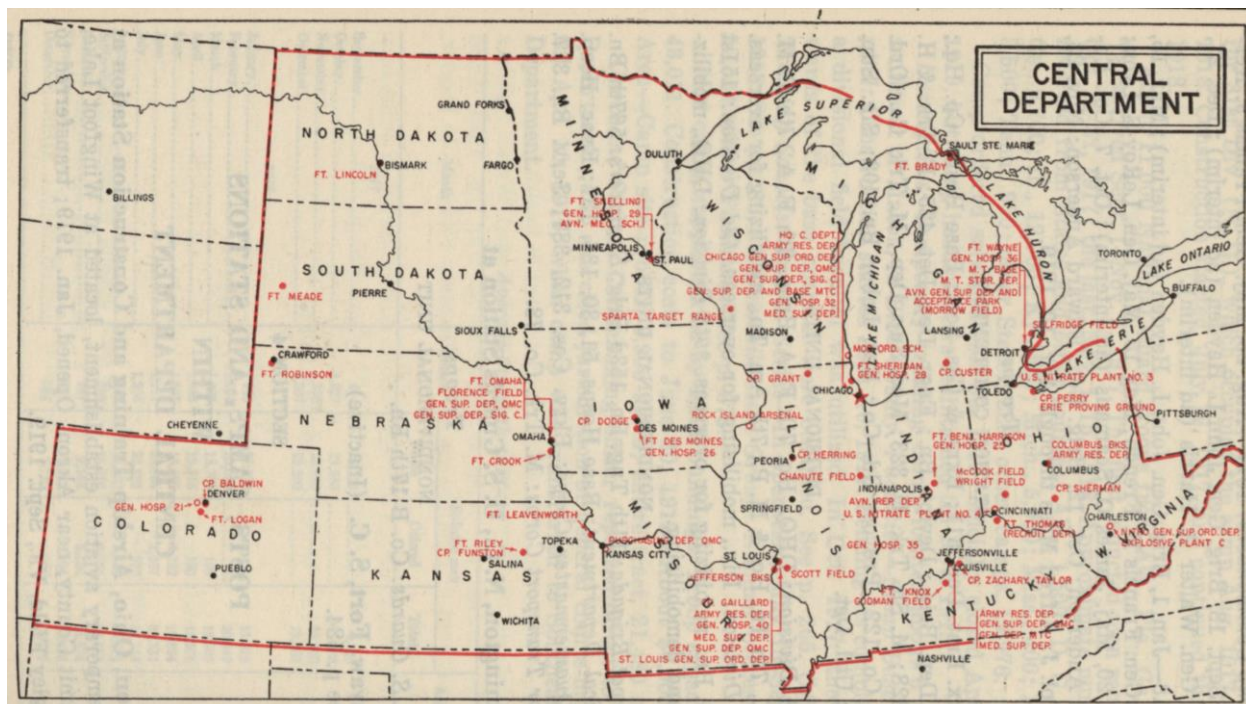 CENTRAL
DEPARTMENT
NORTH DAKOTA
GRAND FORKS
BISMARK
FARGO
FT. LINCOLN
BILLINGS
SOUTH DAKOTA
PIERRE
FT MEADE
SIOUX FALLS
CRAWFORD
FT. ROBINSON
NEBRASKA
CHEYENNE
FT. OMAHA
FLORENCE FIELD
GEN. SUP. DEP, QMC
GEN. SUP. DEP, SIG. C.
OMAHA
FT. CROOK
CP. BALDWIN
DENVER
GEN. HOSP. 21
FT. LOGAN
COLORADO
PUEBLO
FT. LEAVENWORTH
FT. RILEY
CP. FUNSTON
TOPEKA
SALINA
KANSAS
WICHITA
PURCHASING DEP. QMC
KANSAS CITY
MISSOURI
MINNESOTA
DULUTH
FT. SNELLING
GEN. HOSP. 29
AVN. MEC. SCH.
MINNEAPOLIS
ST. PAUL
IOWA
CP. DODGE
DES MOINES
FT DES MOINES
GEN. HOSP. 26
WISCONSIN
HQ. C. DEPT.
ARMY RES. DEP.
CHICAGO GEN. SUP. ORD. DEP.
GEN. SUP. DEP, QMC
GEN. SUP. DEP, SIG. C.
GEN. SUP. DEP. AND BASE MTC
GEN. HOSP. 32
MED. SUP. DEP.
SPARTA TARGET RANGE
MADISON
CP. GRANT
ROCK ISLAND ARSENAL
CHICAGO
FT. SHERIDAN
GEN. HOSP. 28
ORD. SCH.
ILLINOIS
PEORIA
CP. HERRING
CHANUTE FIELD
SPRINGFIELD
ST. LOUIS
JEFFERSON BKS.
SCOTT FIELD
GAILLARD
ARMY RES. DEP.
GEN. HOSP. 40
MED. SUP. DEP.
GEN. SUP. DEP. QMC
ST. LOUIS GEN. SUP. ORD. DEP.
LAKE SUPERIOR
MICHIGAN
SAULT STE. MARIE
FT. BRADY
LAKE MICHIGAN
LAKE HURON
FT. WAYNE
GEN. HOSP. 36
M. T. BASE
M. T. STOR. DEP.
AVN. GEN. SUP. DEP AND
ACCEPTANCE PARK
(MORROW FIELD)
SELFRIDGE FIELD
LANSING
DETROIT
CP. CUSTER
TORONTO
LAKE ONTARIO
BUFFALO
LAKE ERIE
U.S. NITRATE PLANT NO. 3
TOLEDO
CP. PERRY
ERIE PROVING GROUND
PITTSBURGH
OHIO
COLUMBUS BKS.
ARMY RES. DEP.
COLUMBUS
McCOOK FIELD
WRIGHT FIELD
CP. SHERMAN
CINCINNATI
FT. THOMAS
(RECRUIT DEP.)
INDIANA
FT. BENJ. HARRISON
GEN. HOSP. 25
INDIANAPOLIS
AVN. REP. DEP.
U. S. NITRATE PLANT NO. 4
GEN. HOSP. 35
JEFFERSONVILLE
LOUISVILLE
CP. ZACHARY TAYLOR
FT. KNOX
GODMAN FIELD
KENTUCKY
ARMY RES. DEP.
GEN. SUP. DEP, QMC
GEN. DEP. MTC
MED. SUP. DEP.
NASHVILLE
CHARLESTON
NITRO GEN. SUP. ORD. DEP.
EXPLOSIVE PLANT C
W. VIRGINIA